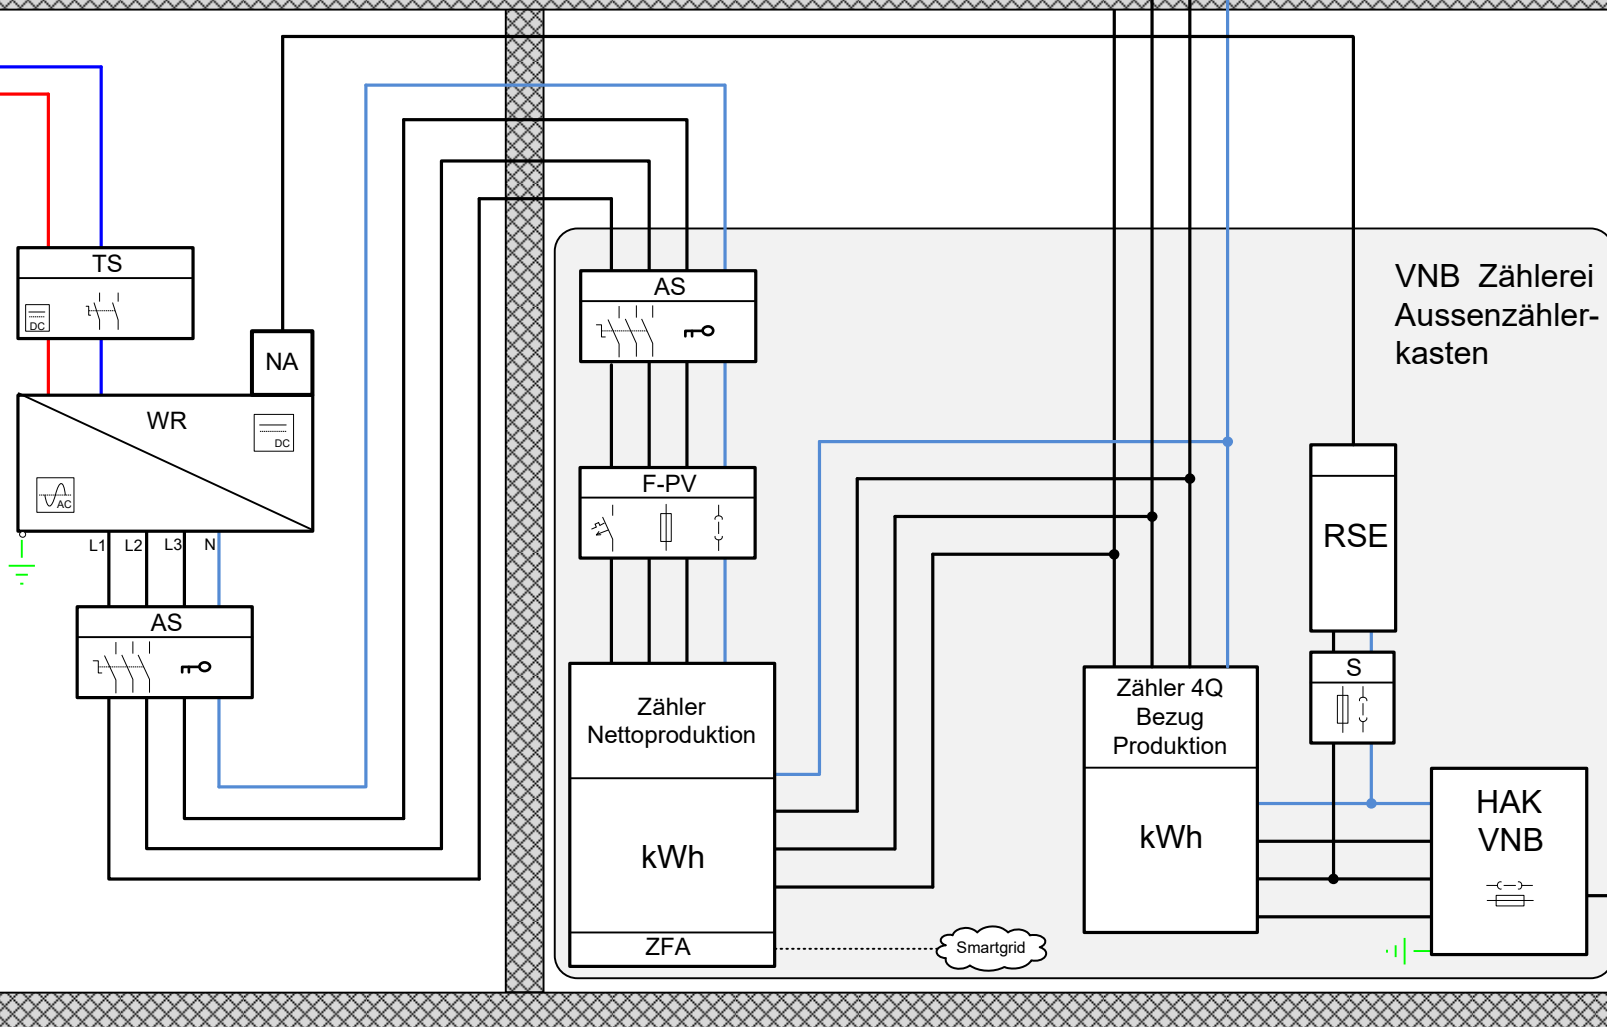 TS
DC
NA
WR
DC
AC
L1 L2 L3 N
AS
AS
F-PV
Zähler
Nettoproduktion
kWh
ZFA
Smartgrid
Zähler 4Q
Bezug
Produktion
kWh
VNB Zählerei
Aussenzähler-
kasten
RSE
S
HAK
VNB